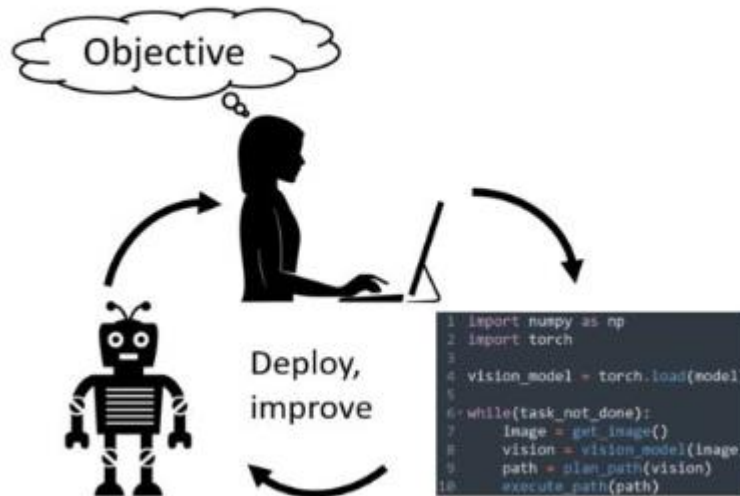 Objective
Deploy,
improve
1 import numpy as np
2 import torch
3
4 vision_model = torch.load(model
5
6 while(task_not_done):
7 image = get_image()
8 vision = vision_model(image
9 path = plan_path(vision)
10 execute_path(path)